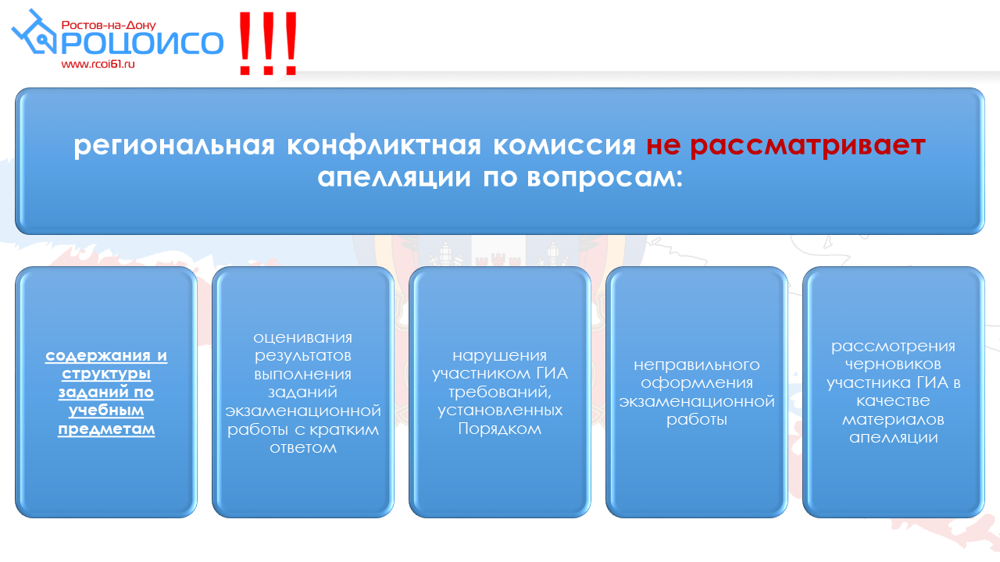 Ростов-на-Дону
РОЦОИСО
www.rcoi61.ru
!!!
региональная конфликтная комиссия не рассматривает
апелляции по вопросам:
содержания и
структуры
заданий по
учебным
предметам
оценивания
результатов
выполнения
заданий
экзаменационной
работы с кратким
ответом
нарушения
участником ГИА
требований,
установленных
Порядком
неправильного
оформления
экзаменационной
работы
рассмотрения
черновиков
участника ГИА в
качестве
материалов
апелляции